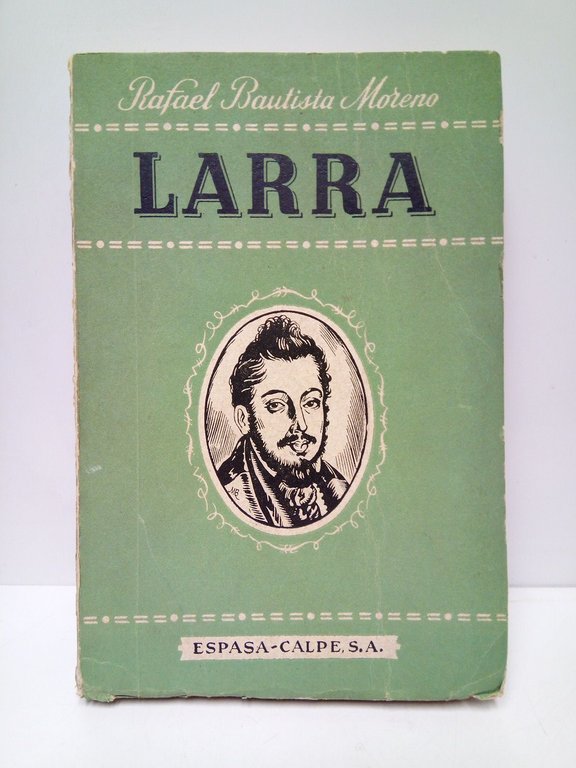 Rafael Bautista Moreno
LARRA
ESPASA-CALPE, S.A.